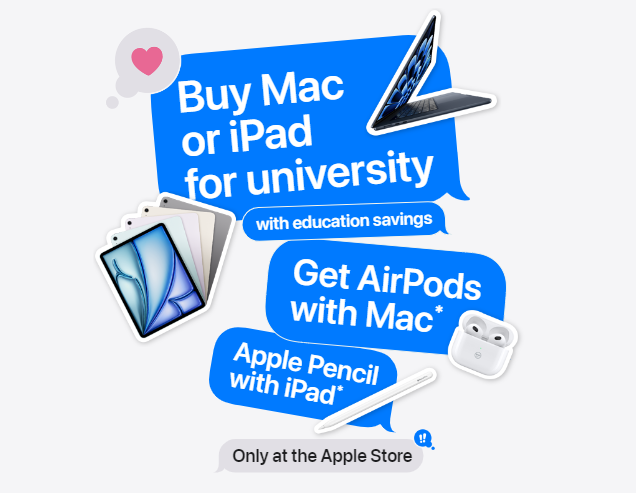 Buy Mac
or iPad
for university
with education savings
Get AirPods
with Mac*
Apple Pencil
with iPad*
!!
Only at the Apple Store